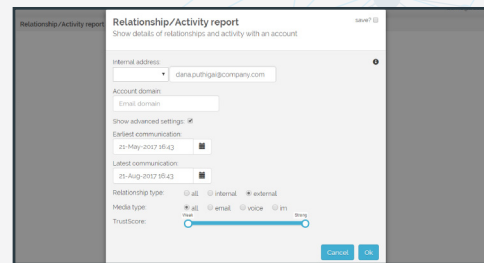 Relationship/Activity report
Relationship/Activity report
save?
Show details of relationships and activity with an account
Internal address:
dana.puthigai@company.com
Account domain
Email domain
Show advanced settings:
Earliest communication:
21-May-2017 16:43
Latest communication:
21-Aug-2017 16:43
Relationship type: all internal external
Media type: all email voice im
Weak Strong
TrustScore:
Cancel Ok